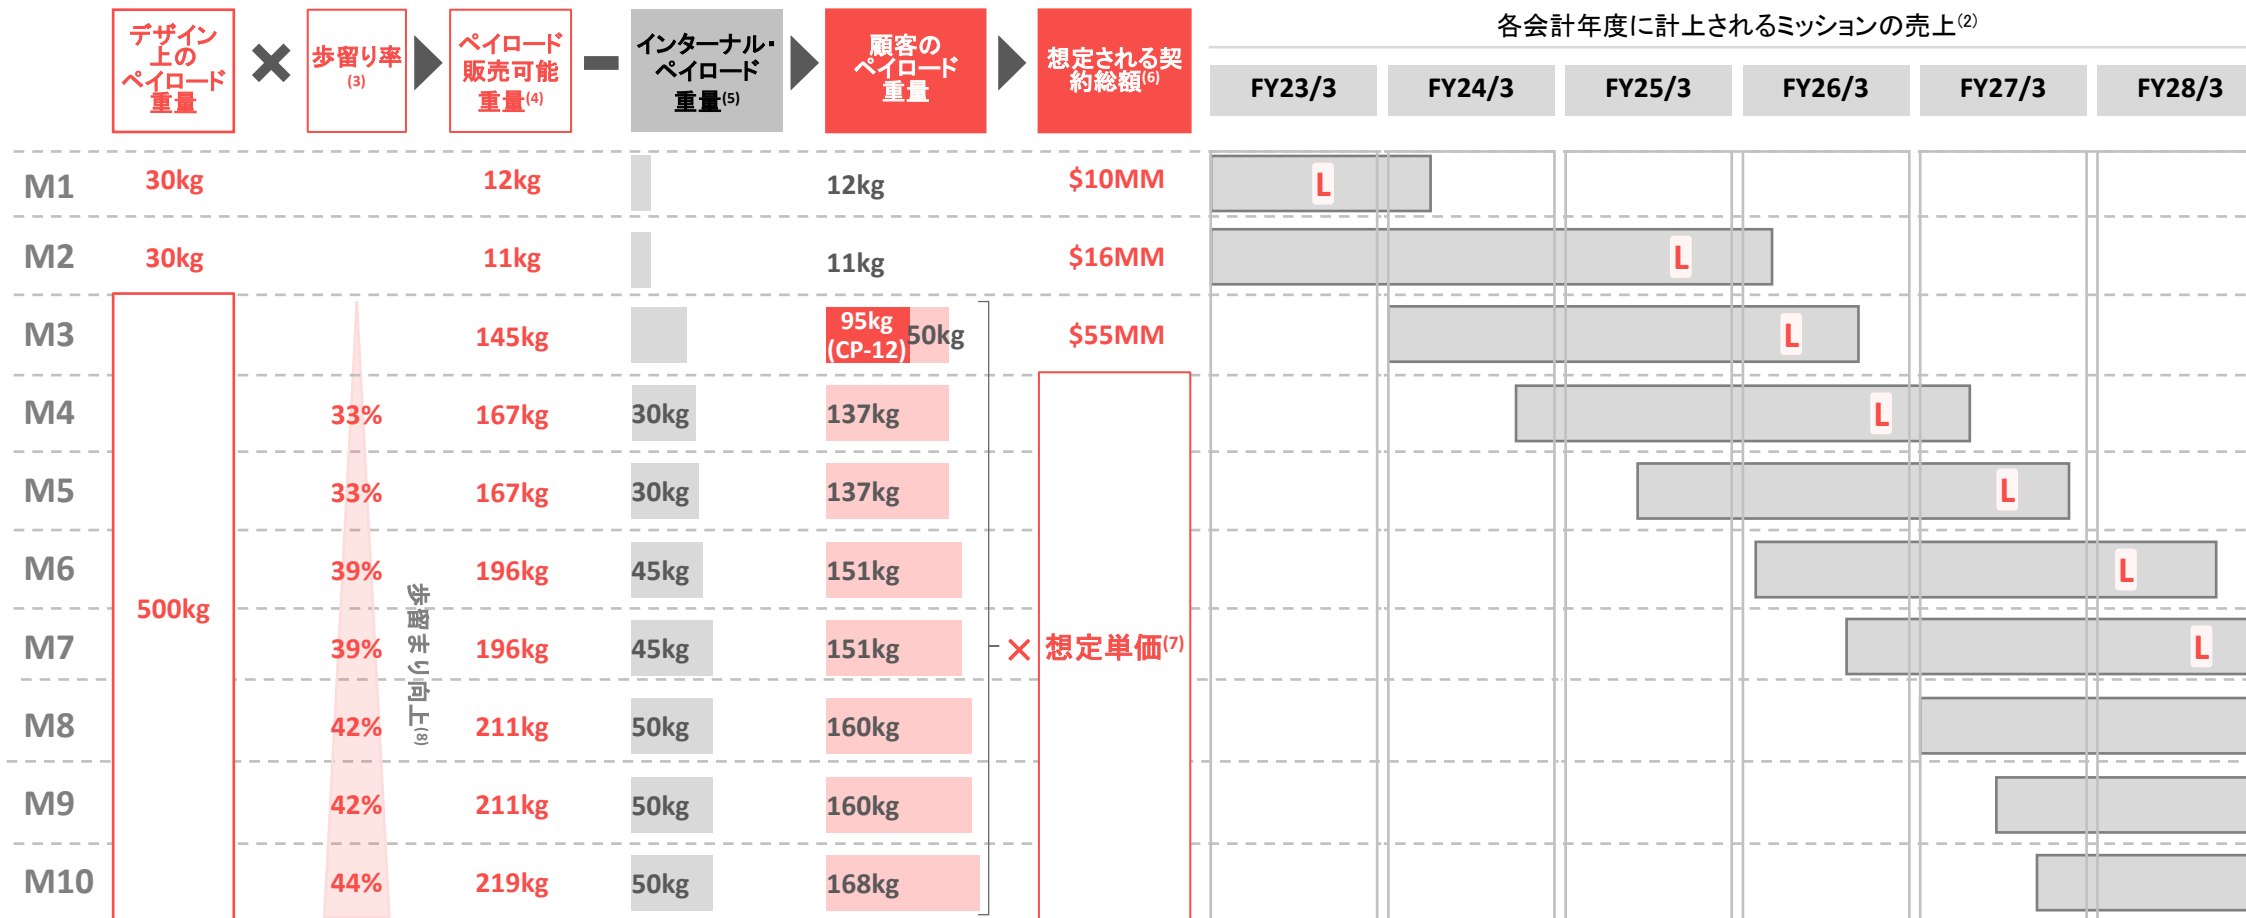 デザイン
上の
ペイロード
重量
歩留り率
(3)
ペイロード
販売可能
重量(4)
インターナル・
ペイロード
重量(5)
顧客の
ペイロード
重量
想定される契
約総額(6)
各会計年度に計上されるミッションの売上(2)
FY23/3
FY24/3
FY25/3
FY26/3
FY27/3
FY28/3
M1
30kg
12kg
12kg
$10MM
L
M2
30kg
11kg
11kg
$16MM
L
M3
145kg
95kg
(CP-12)
50kg
$55MM
L
M4
33%
167kg
30kg
137kg
L
M5
33%
167kg
30kg
137kg
L
M6
39%
196kg
45kg
151kg
L
500kg
M7
39%
196kg
45kg
151kg
想定単価(7)
L
歩留まり向上(8)
M8
42%
211kg
50kg
160kg
M9
42%
211kg
50kg
160kg
M10
44%
219kg
50kg
168kg